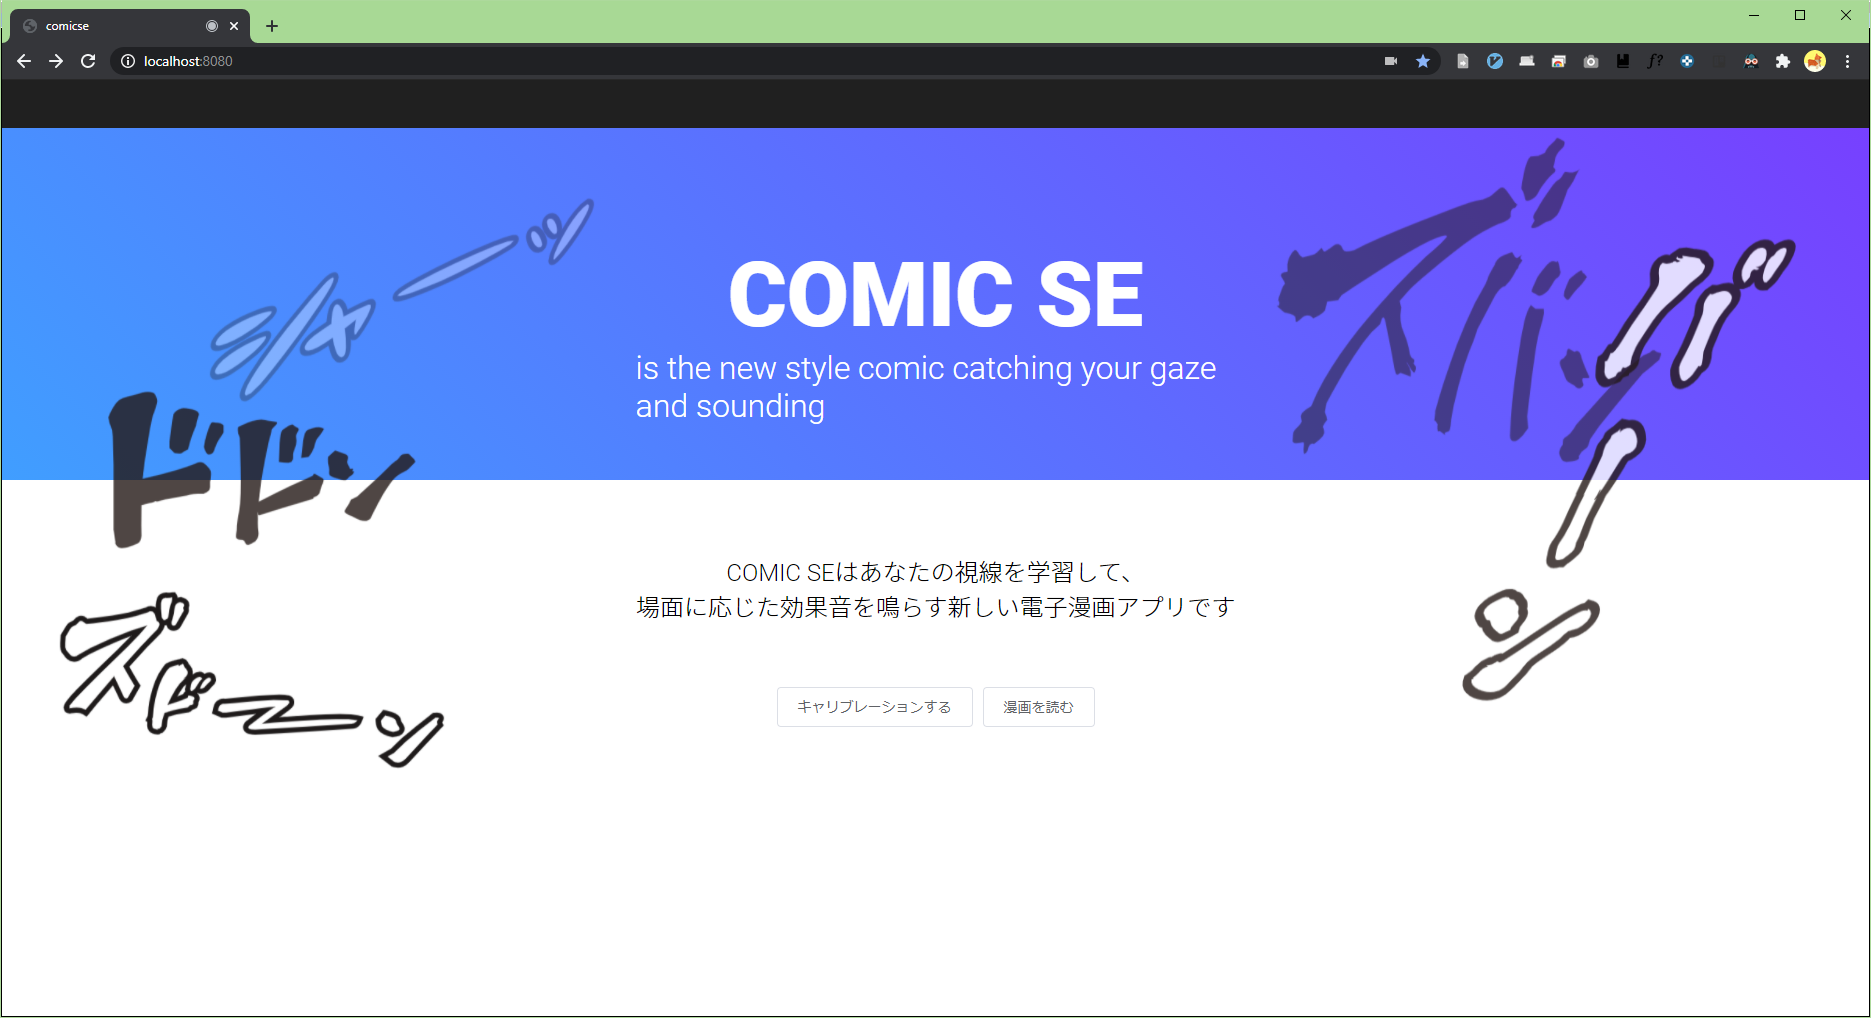 comicse
localhost:8080
f?
シャーッ
ズバッ
COMIC SE
バーン
is the new style comic catching your gaze
and sounding
ドドン
COMIC SEはあなたの視線を学習して、
場面に応じた効果音を鳴らす新しい電子漫画アプリです
ズドーン
キャリブレーションする
漫画を読む